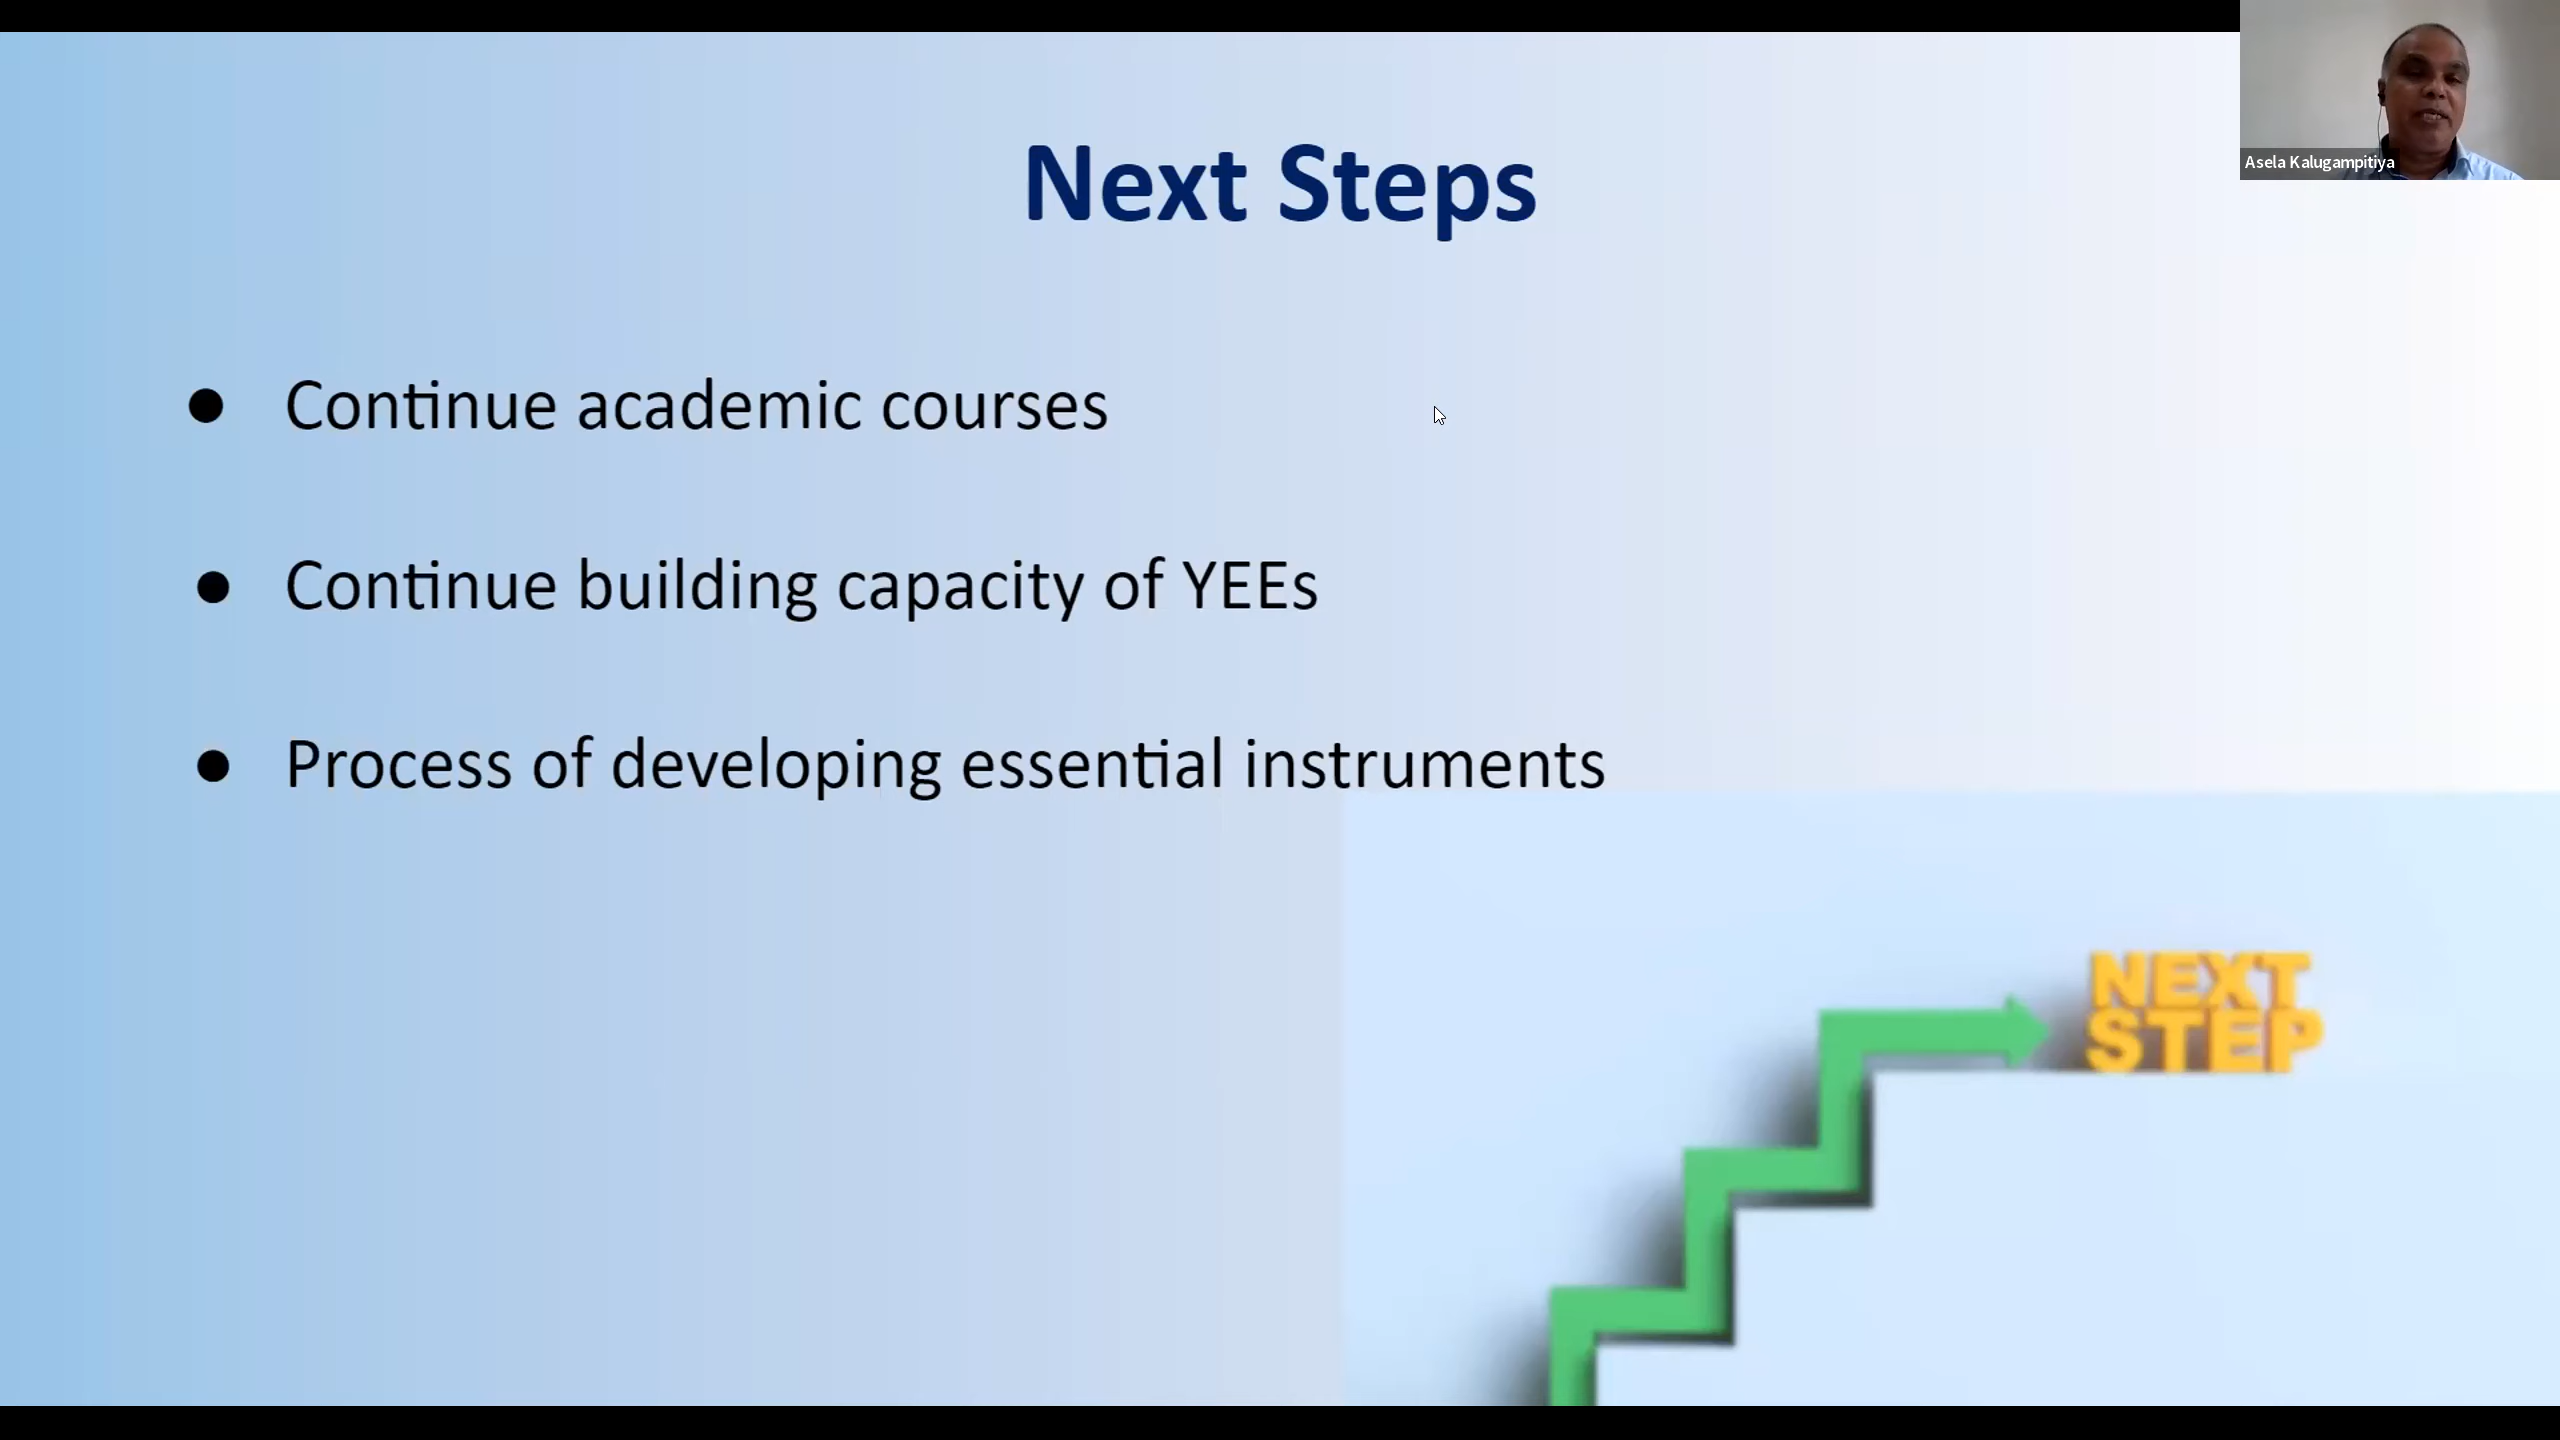 Asela Kalugampitiya
Next Steps
● Continue academic courses
● Continue building capacity of YEEs
● Process of developing essential instruments
NEXT
STEP